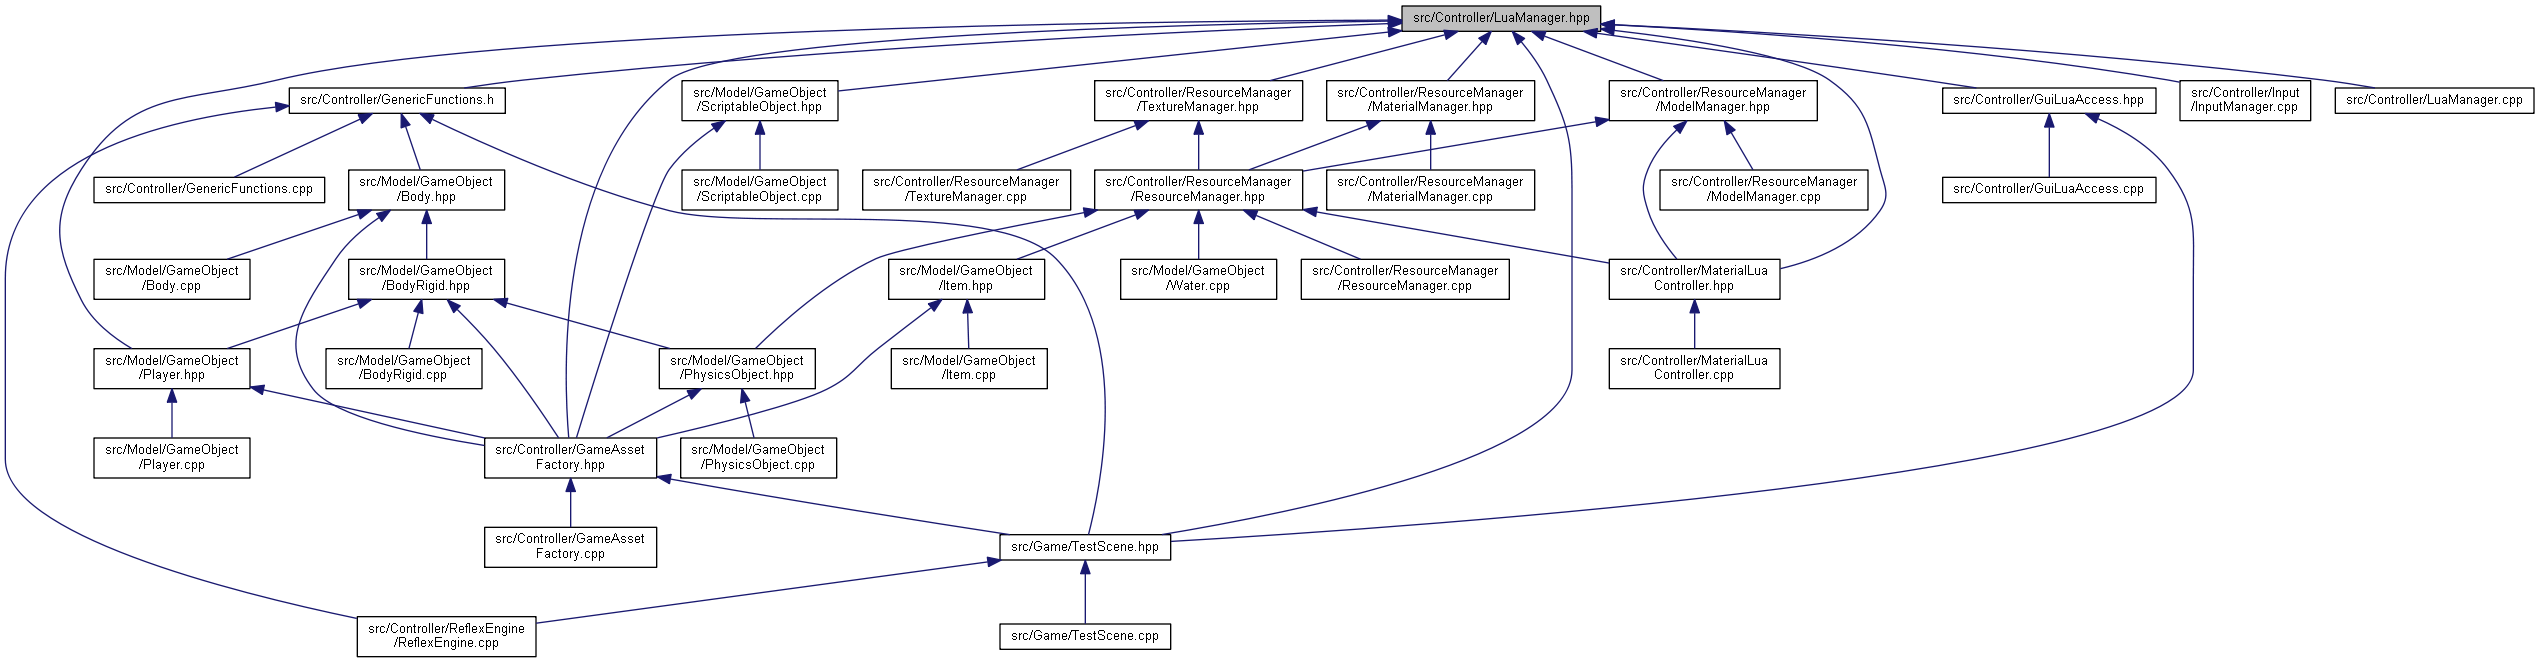 src/Controller/LuaManager.hpp
src/Controller/GenericFunctions.h
src/Model/GameObject
/ScriptableObject.hpp
src/Controller/ResourceManager
/TextureManager.hpp
src/Controller/ResourceManager
/MaterialManager.hpp
src/Controller/ResourceManager
/ModelManager.hpp
src/Controller/GuiLuaAccess.hpp
src/Controller/Input
/InputManager.cpp
src/Controller/LuaManager.cpp
src/Controller/GenericFunctions.cpp
src/Model/GameObject
/Body.hpp
src/Model/GameObject
/ScriptableObject.cpp
src/Controller/ResourceManager
/TextureManager.cpp
src/Controller/ResourceManager
/ResourceManager.hpp
src/Controller/ResourceManager
/MaterialManager.cpp
src/Controller/ResourceManager
/ModelManager.cpp
src/Controller/GuiLuaAccess.cpp
src/Model/GameObject
/Body.cpp
src/Model/GameObject
/BodyRigid.hpp
src/Model/GameObject
/Item.hpp
src/Model/GameObject
/Water.cpp
src/Controller/ResourceManager
/ResourceManager.cpp
src/Controller/MaterialLua
Controller.hpp
src/Model/GameObject
/Player.hpp
src/Model/GameObject
/BodyRigid.cpp
src/Model/GameObject
/PhysicsObject.hpp
src/Model/GameObject
/Item.cpp
src/Controller/MaterialLua
Controller.cpp
src/Model/GameObject
/Player.cpp
src/Controller/GameAsset
Factory.hpp
src/Model/GameObject
/PhysicsObject.cpp
src/Controller/GameAsset
Factory.cpp
src/Game/TestScene.hpp
src/Controller/ReflexEngine
/ReflexEngine.cpp
src/Game/TestScene.cpp